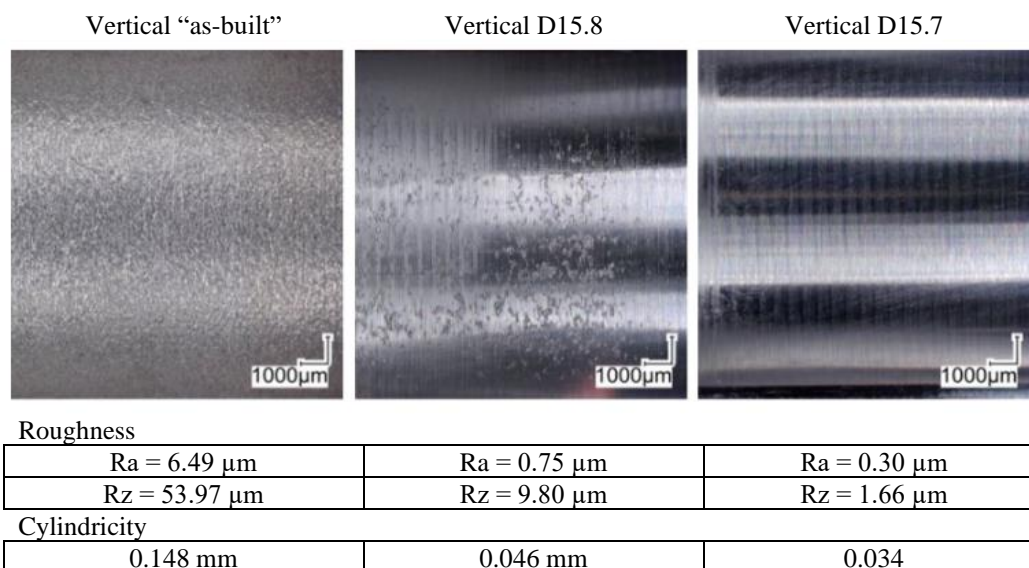 Vertical “as-built” Vertical D15.8 Vertical D15.7
1000µm 1000µm 1000µm
Roughness
Ra = 6.49 µm Ra = 0.75 µm Ra = 0.30 µm
Rz = 53.97 µm Rz = 9.80 µm Rz = 1.66 µm
Cylindricity
0.148 mm 0.046 mm 0.034